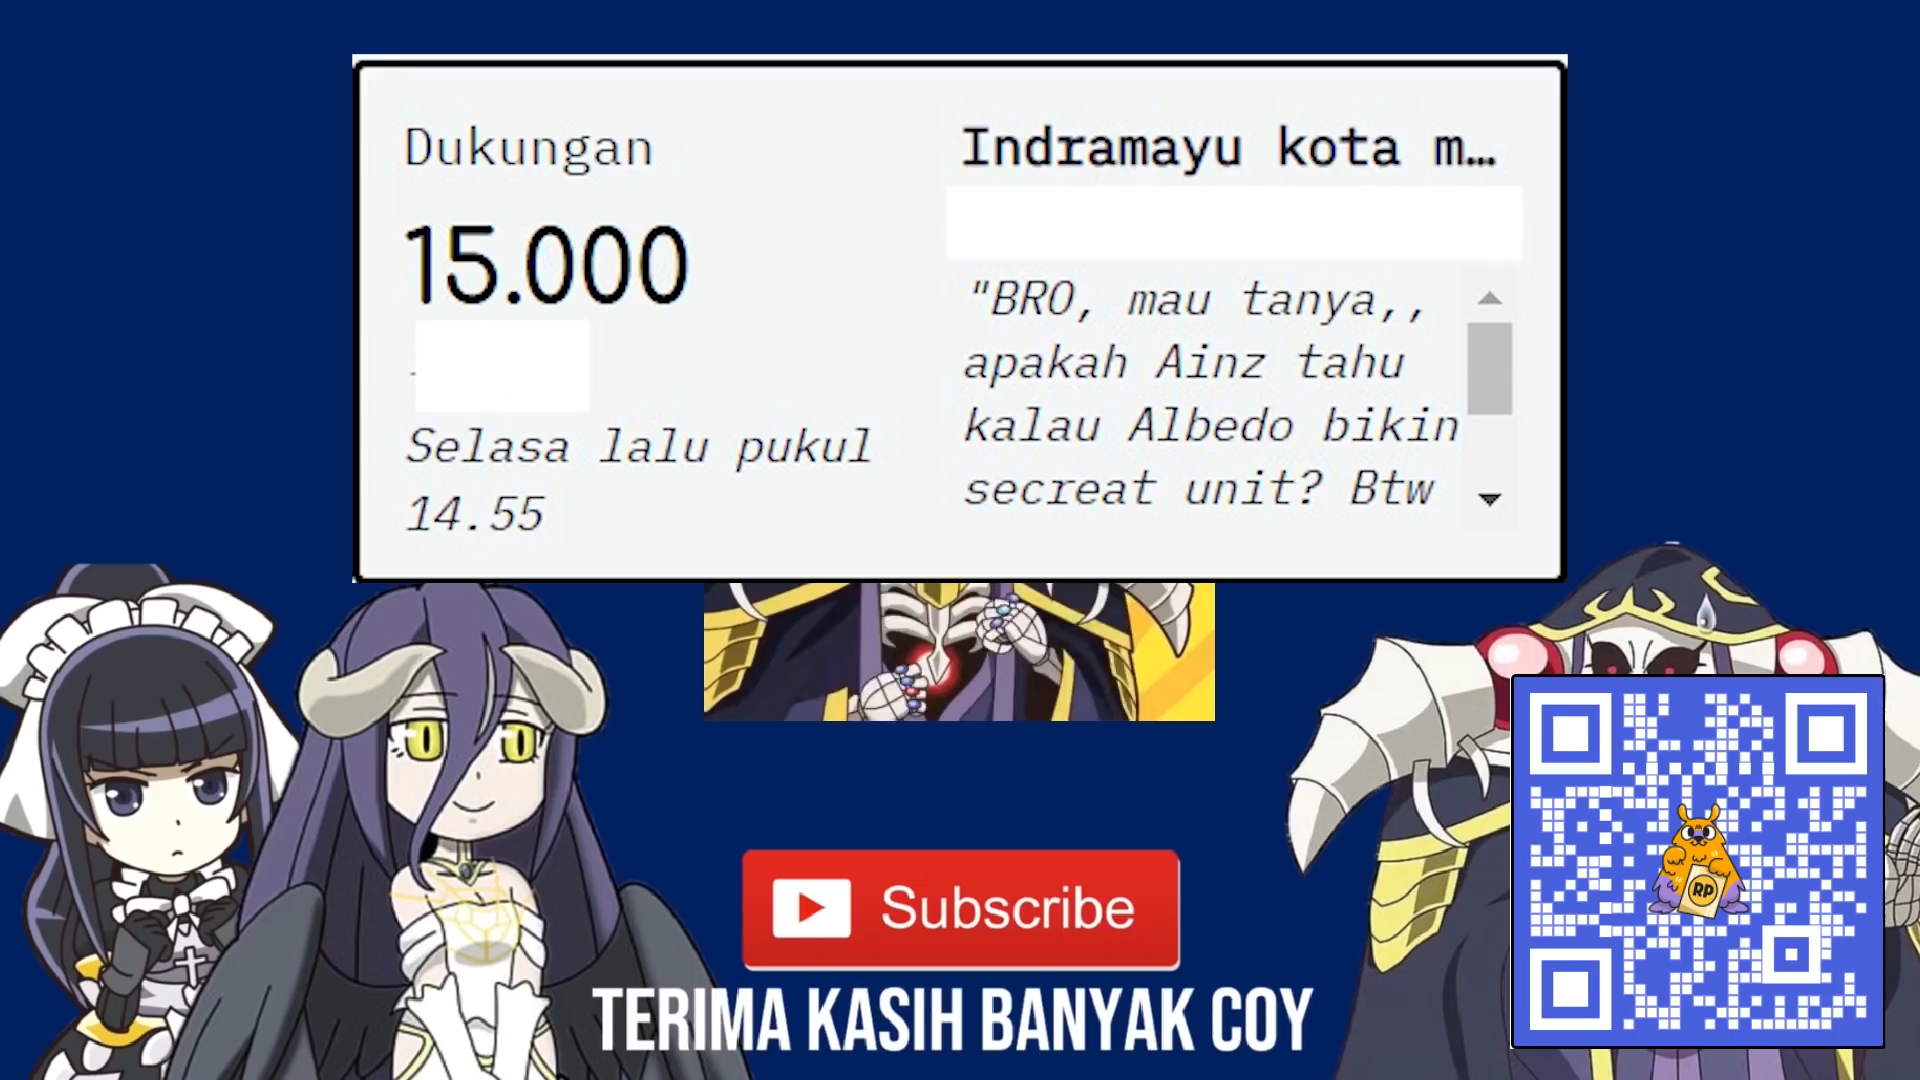 Dukungan
15.000
Selasa lalu pukul
14.55
Indramayu kota m…
"BRO, mau tanya,,
apakah Ainz tahu
kalau Albedo bikin
secreat unit? Btw
Subscribe
TERIMA KASIH BANYAK COY
RP